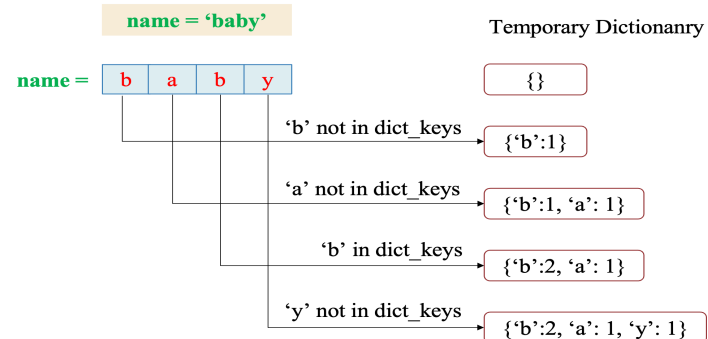 name = ‘baby’
Temporary Dictionanry
name = b a b y
{}
‘b’ not in dict_keys
{‘b’:1}
‘a’ not in dict_keys
{‘b’:1, ‘a’: 1}
‘b’ in dict_keys
{‘b’:2, ‘a’: 1}
‘y’ not in dict_keys
{‘b’:2, ‘a’: 1, ‘y’: 1}